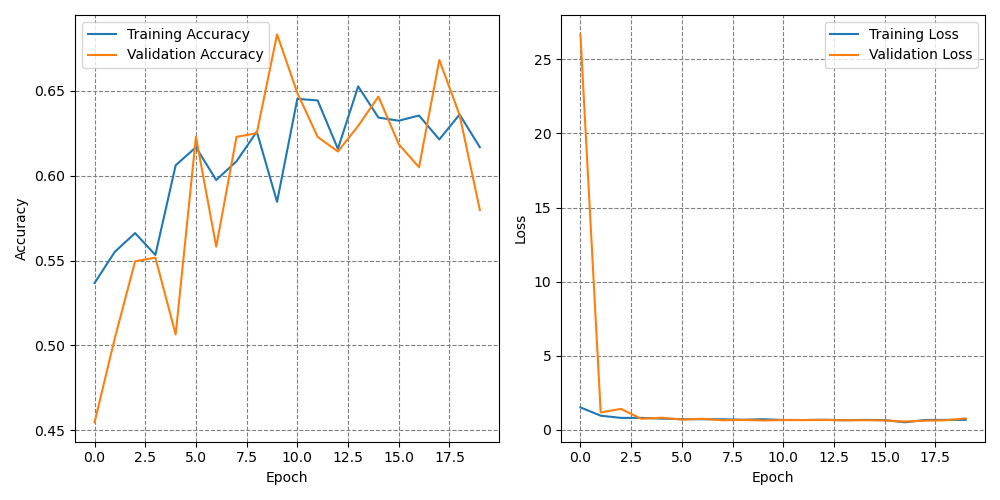 Training Accuracy
Validation Accuracy
0.65
0.60
0.55
0.50
0.45
Accuracy
0.0 2.5 5.0 7.5 10.0 12.5 15.0 17.5
Epoch
Training Loss
Validation Loss
25
20
15
10
5
0
Loss
0.0 2.5 5.0 7.5 10.0 12.5 15.0 17.5
Epoch